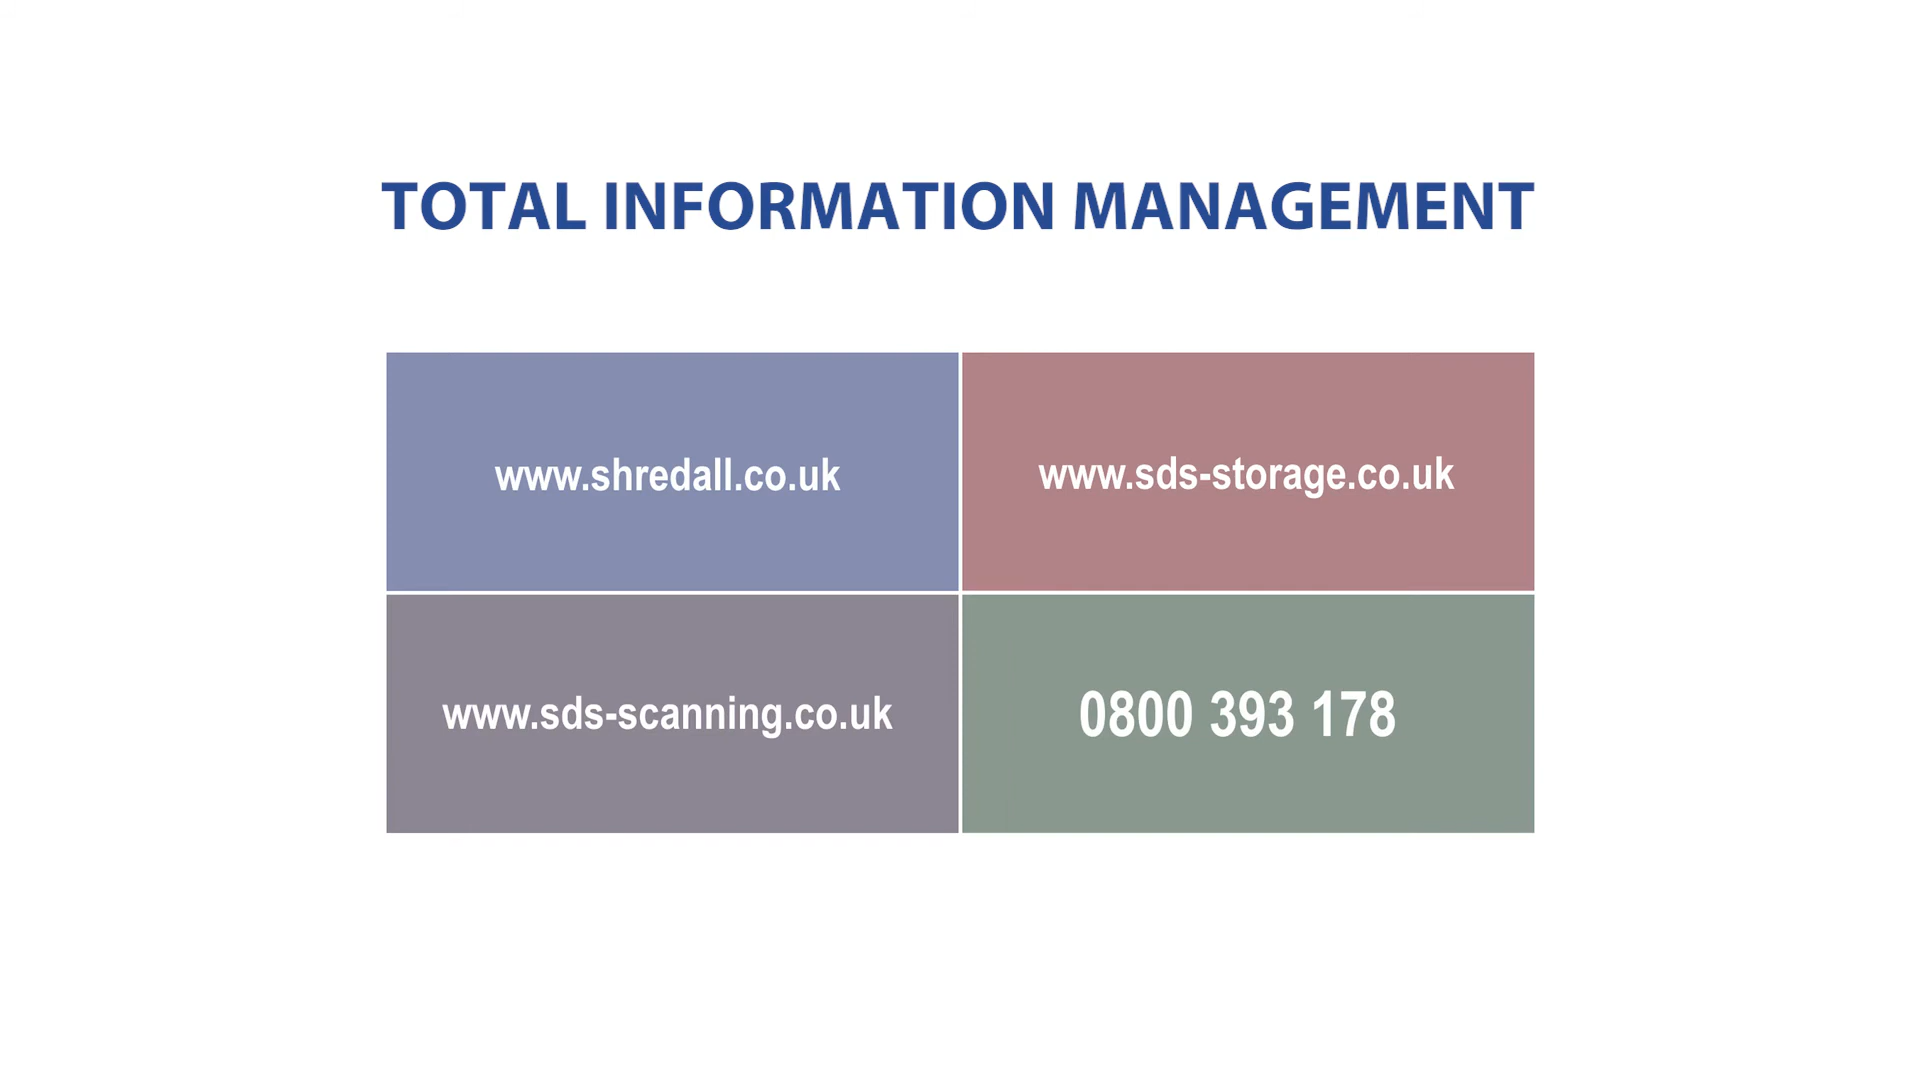 TOTAL INFORMATION MANAGEMENT
www.shredall.co.uk
www.sds-storage.co.uk
www.sds-scanning.co.uk
0800 393 178